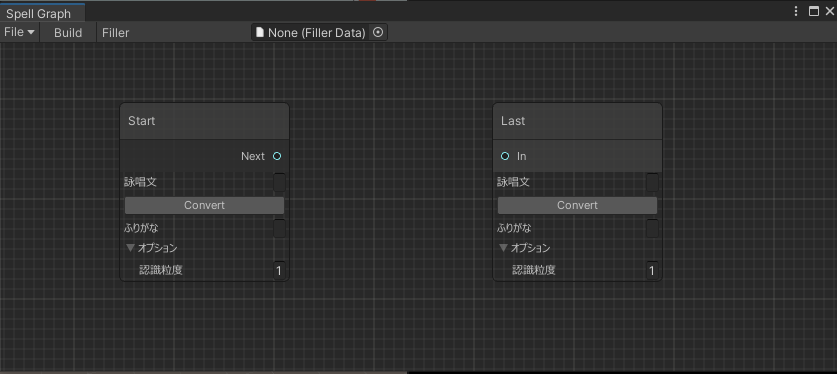 Spell Graph
File Build Filler None (Filler Data)
Start
Next
詠唱文
Convert
ふりがな
オプション
認識粒度 1
Last
In
詠唱文
Convert
ふりがな
オプション
認識粒度 1